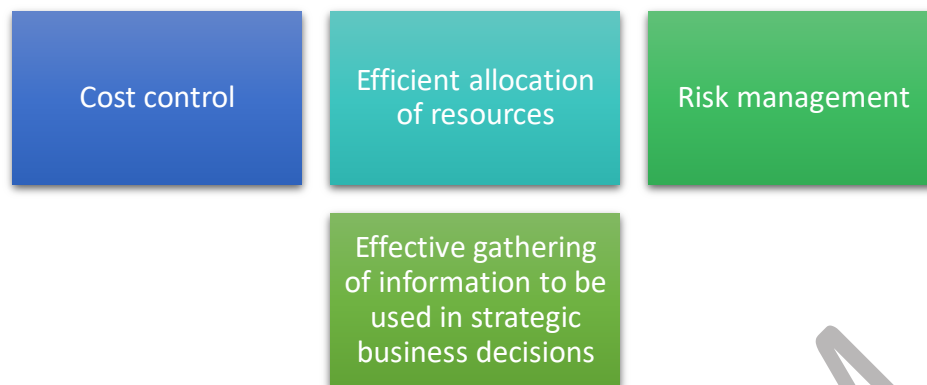 Cost control
Efficient allocation
of resources
Risk management
Effective gathering
of information to be
used in strategic
business decisions